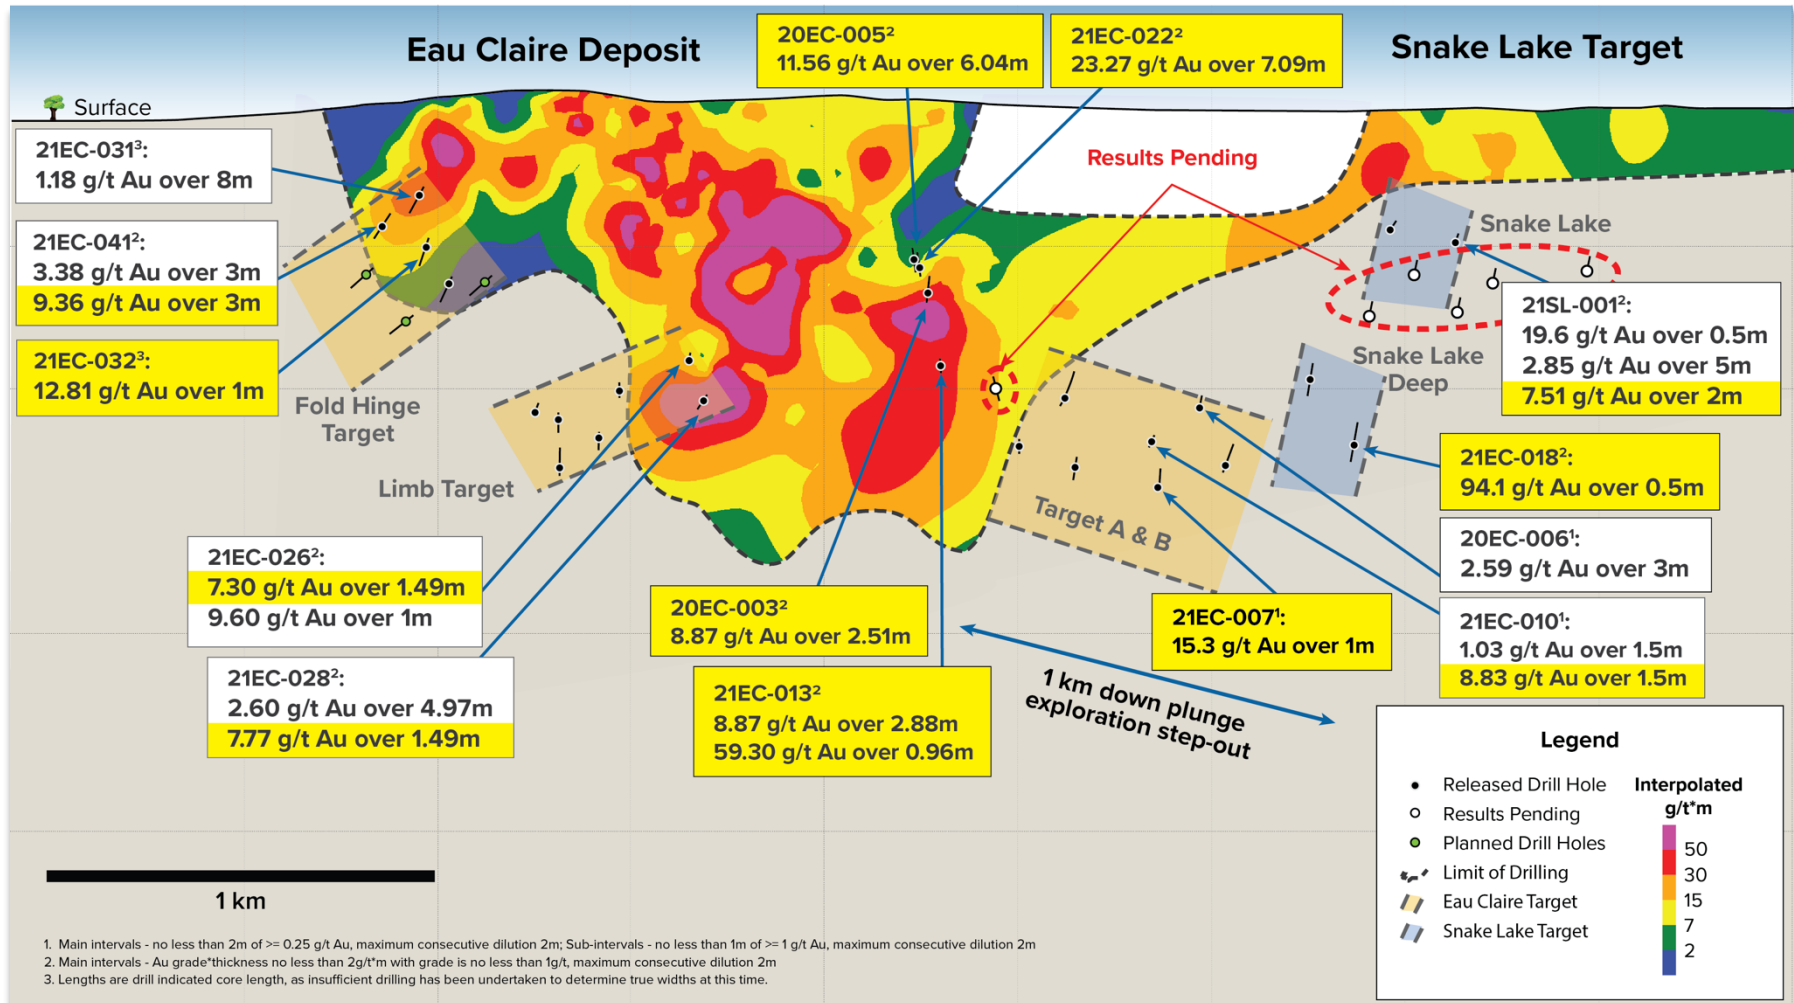 Eau Claire Deposit
Snake Lake Target
Surface
20EC-005²
11.56 g/t Au over 6.04m
21EC-022²
23.27 g/t Au over 7.09m
21EC-031³:
1.18 g/t Au over 8m
21EC-041²:
3.38 g/t Au over 3m
9.36 g/t Au over 3m
21EC-032³:
12.81 g/t Au over 1m
Results Pending
Snake Lake
21SL-001²:
19.6 g/t Au over 0.5m
2.85 g/t Au over 5m
7.51 g/t Au over 2m
Snake Lake
Deep
Fold Hinge
Target
Limb Target
Target A & B
21EC-018²:
94.1 g/t Au over 0.5m
20EC-006¹:
2.59 g/t Au over 3m
21EC-026²:
7.30 g/t Au over 1.49m
9.60 g/t Au over 1m
20EC-003²
8.87 g/t Au over 2.51m
21EC-007¹:
15.3 g/t Au over 1m
21EC-010¹:
1.03 g/t Au over 1.5m
8.83 g/t Au over 1.5m
21EC-028²:
2.60 g/t Au over 4.97m
7.77 g/t Au over 1.49m
21EC-013²
8.87 g/t Au over 2.88m
59.30 g/t Au over 0.96m
1 km down plunge
exploration step-out
Legend
Released Drill Hole
Results Pending
Planned Drill Holes
Limit of Drilling
Eau Claire Target
Snake Lake Target
Interpolated
g/t*m
50
30
15
7
2
1 km
1. Main intervals - no less than 2m of >= 0.25 g/t Au, maximum consecutive dilution 2m; Sub-intervals - no less than 1m of >= 1 g/t Au, maximum consecutive dilution 2m
2. Main intervals - Au grade*thickness no less than 2g/t*m with grade is no less than 1g/t, maximum consecutive dilution 2m
3. Lengths are drill indicated core length, as insufficient drilling has been undertaken to determine true widths at this time.